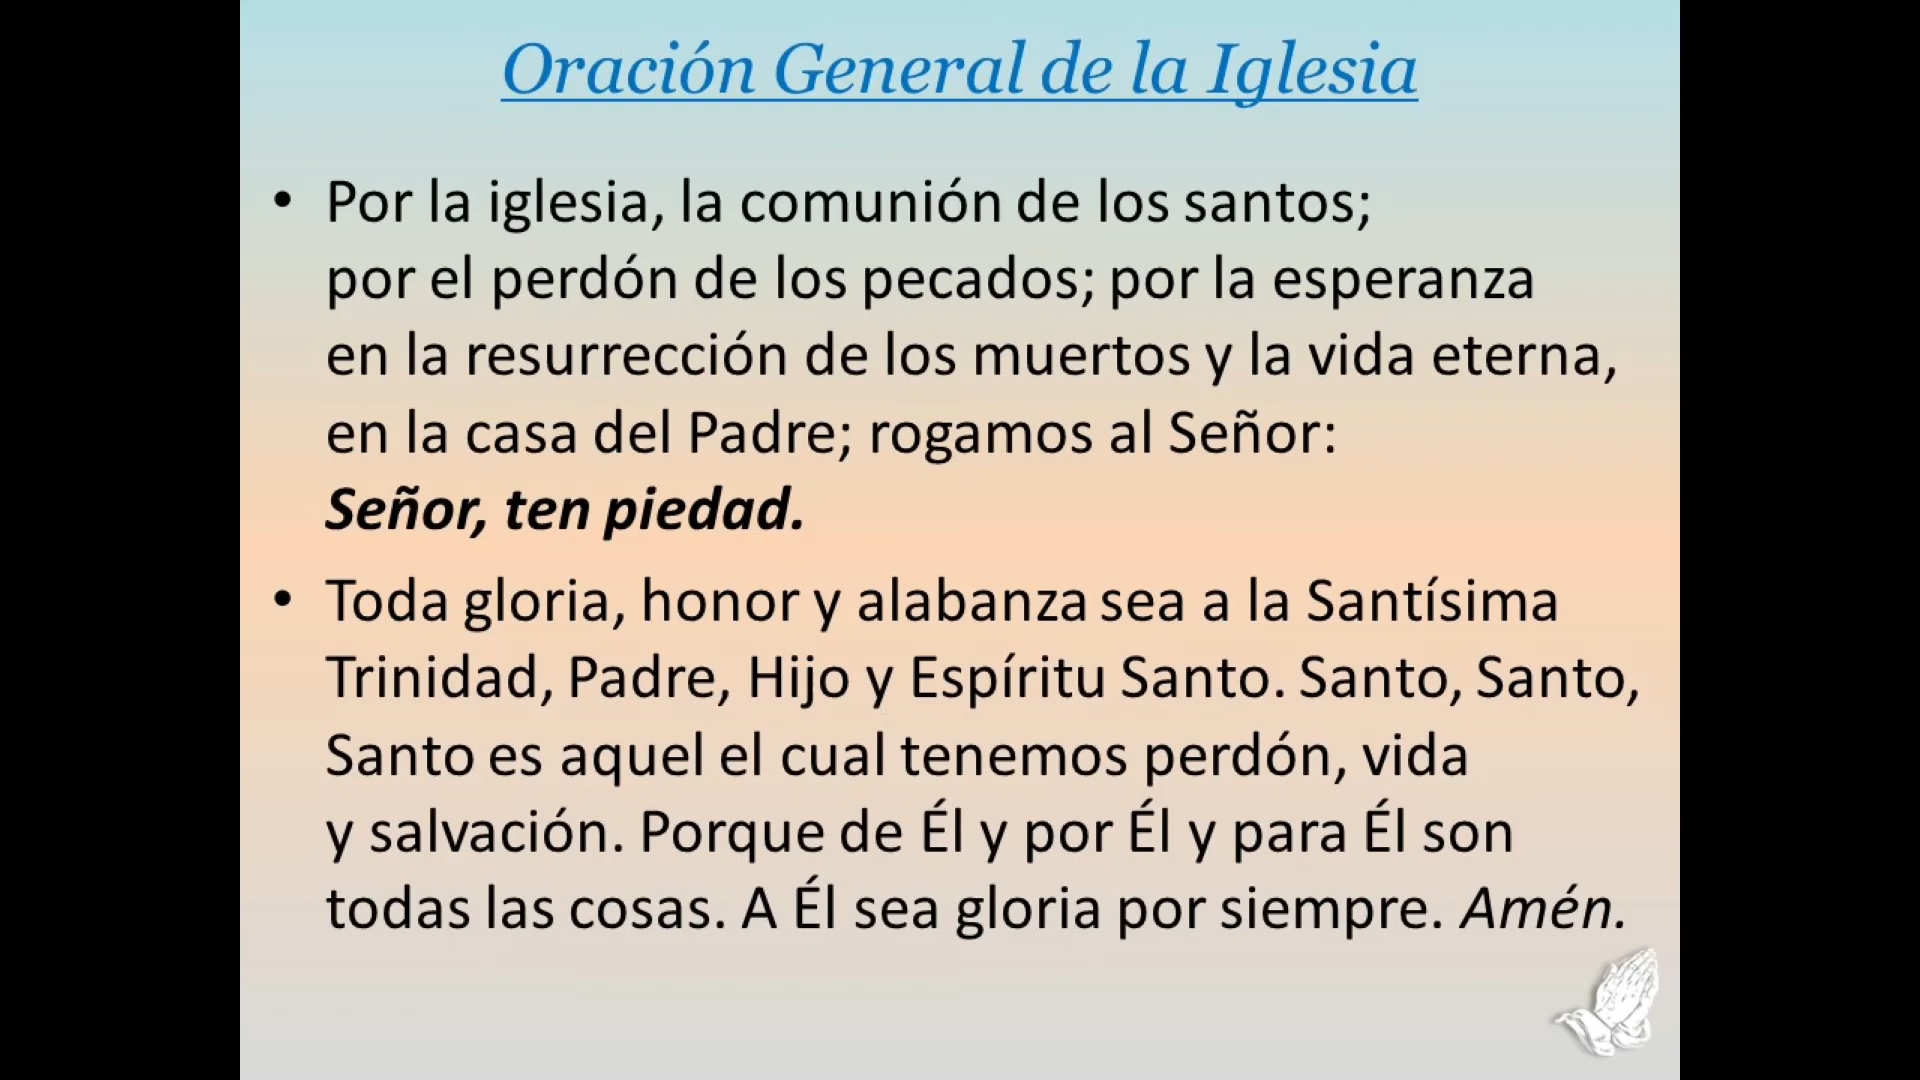 Oración General de la Iglesia
• Por la iglesia, la comunión de los santos;
por el perdón de los pecados; por la esperanza
en la resurrección de los muertos y la vida eterna,
en la casa del Padre; rogamos al Señor:
Señor, ten piedad.
• Toda gloria, honor y alabanza sea a la Santísima
Trinidad, Padre, Hijo y Espíritu Santo. Santo, Santo,
Santo es aquel el cual tenemos perdón, vida
y salvación. Porque de Él y por Él y para Él son
todas las cosas. A Él sea gloria por siempre. Amén.